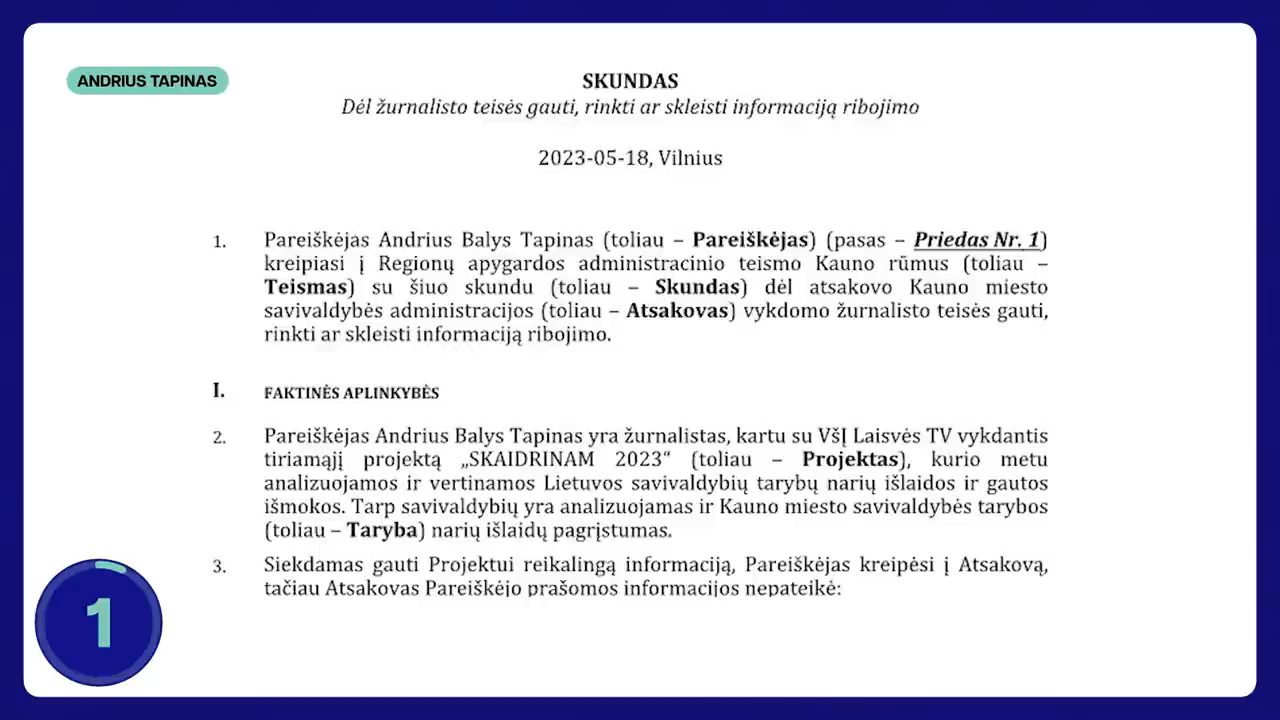 ANDRIUS TAPINAS
SKUNDAS
Dėl žurnalisto teisės gauti, rinkti ar skleisti informaciją ribojimo
2023-05-18, Vilnius
1. Pareiškėjas Andrius Balys Tapinas (toliau – Pareiškėjas) (pasas – Priedas Nr. 1)
kreipiasi į Regionų apygardos administracinio teismo Kauno rūmus (toliau –
Teismas) su šiuo skundu (toliau – Skundas) dėl atsakovo Kauno miesto
savivaldybės administracijos (toliau – Atsakovas) vykdomo žurnalisto teisės gauti,
rinkti ar skleisti informaciją ribojimo.
I. FAKTINĖS APLINKYBĖS
2. Pareiškėjas Andrius Balys Tapinas yra žurnalistas, kartu su VšĮ Laisvės TV vykdantis
tiriamąjį projektą „SKAIDRINAM 2023“ (toliau – Projektas), kurio metu
analizuojamos ir vertinamos Lietuvos savivaldybių tarybų narių išlaidos ir gautos
išmokos. Tarp savivaldybių yra analizuojamas ir Kauno miesto savivaldybės tarybos
(toliau – Taryba) narių išlaidų pagrįstumas.
3. Siekdamas gauti Projektui reikalingą informaciją, Pareiškėjas kreipėsi į Atsakovą,
tačiau Atsakovas Pareiškėjo prašomos informacijos nepateikė:
1